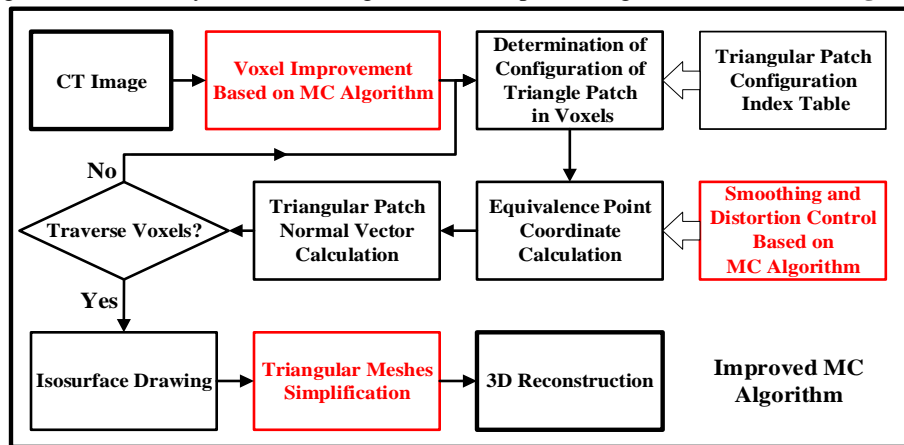 CT Image
Voxel Improvement
Based on MC Algorithm
Determination of
Configuration of
Triangle Patch
in Voxels
Triangular Patch
Configuration
Index Table
No
Traverse Voxels?
Triangular Patch
Normal Vector
Calculation
Equivalence Point
Coordinate
Calculation
Smoothing and
Distortion Control
Based on
MC Algorithm
Yes
Isosurface Drawing
Triangular Meshes
Simplification
3D Reconstruction
Improved MC
Algorithm